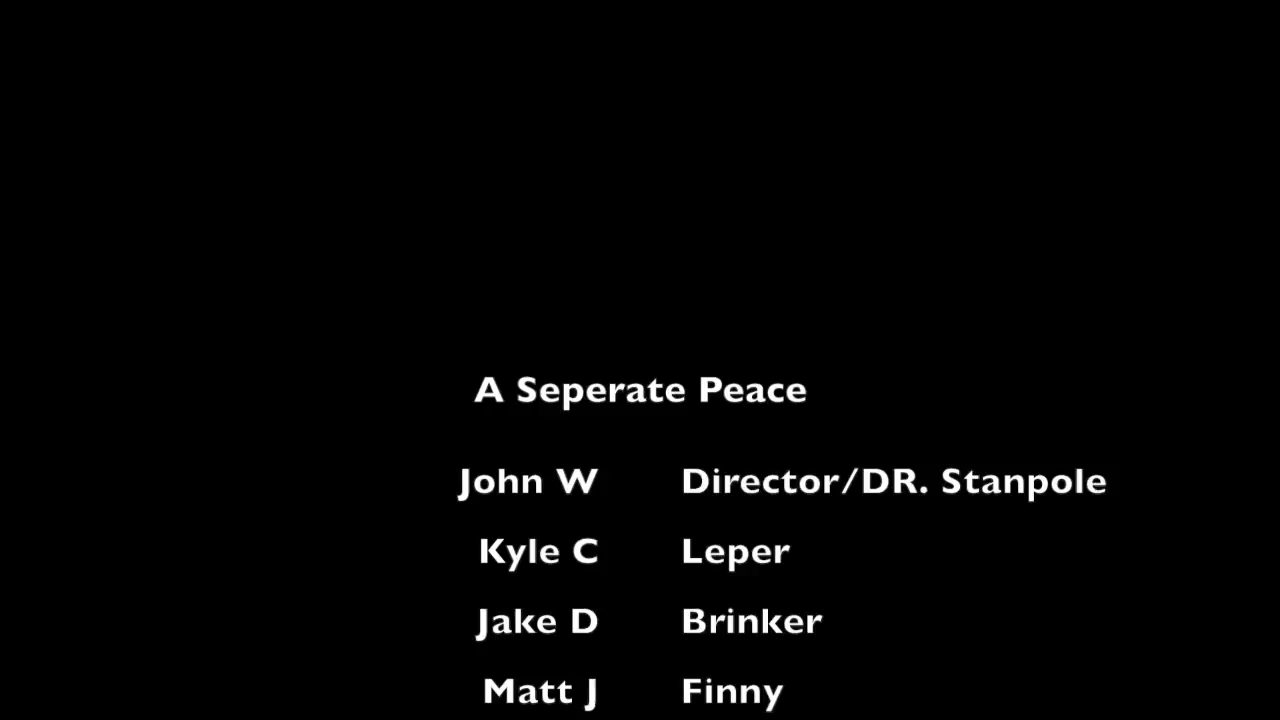 A Seperate Peace
John W Director/DR. Stanpole
Kyle C Leper
Jake D Brinker
Matt J Finny